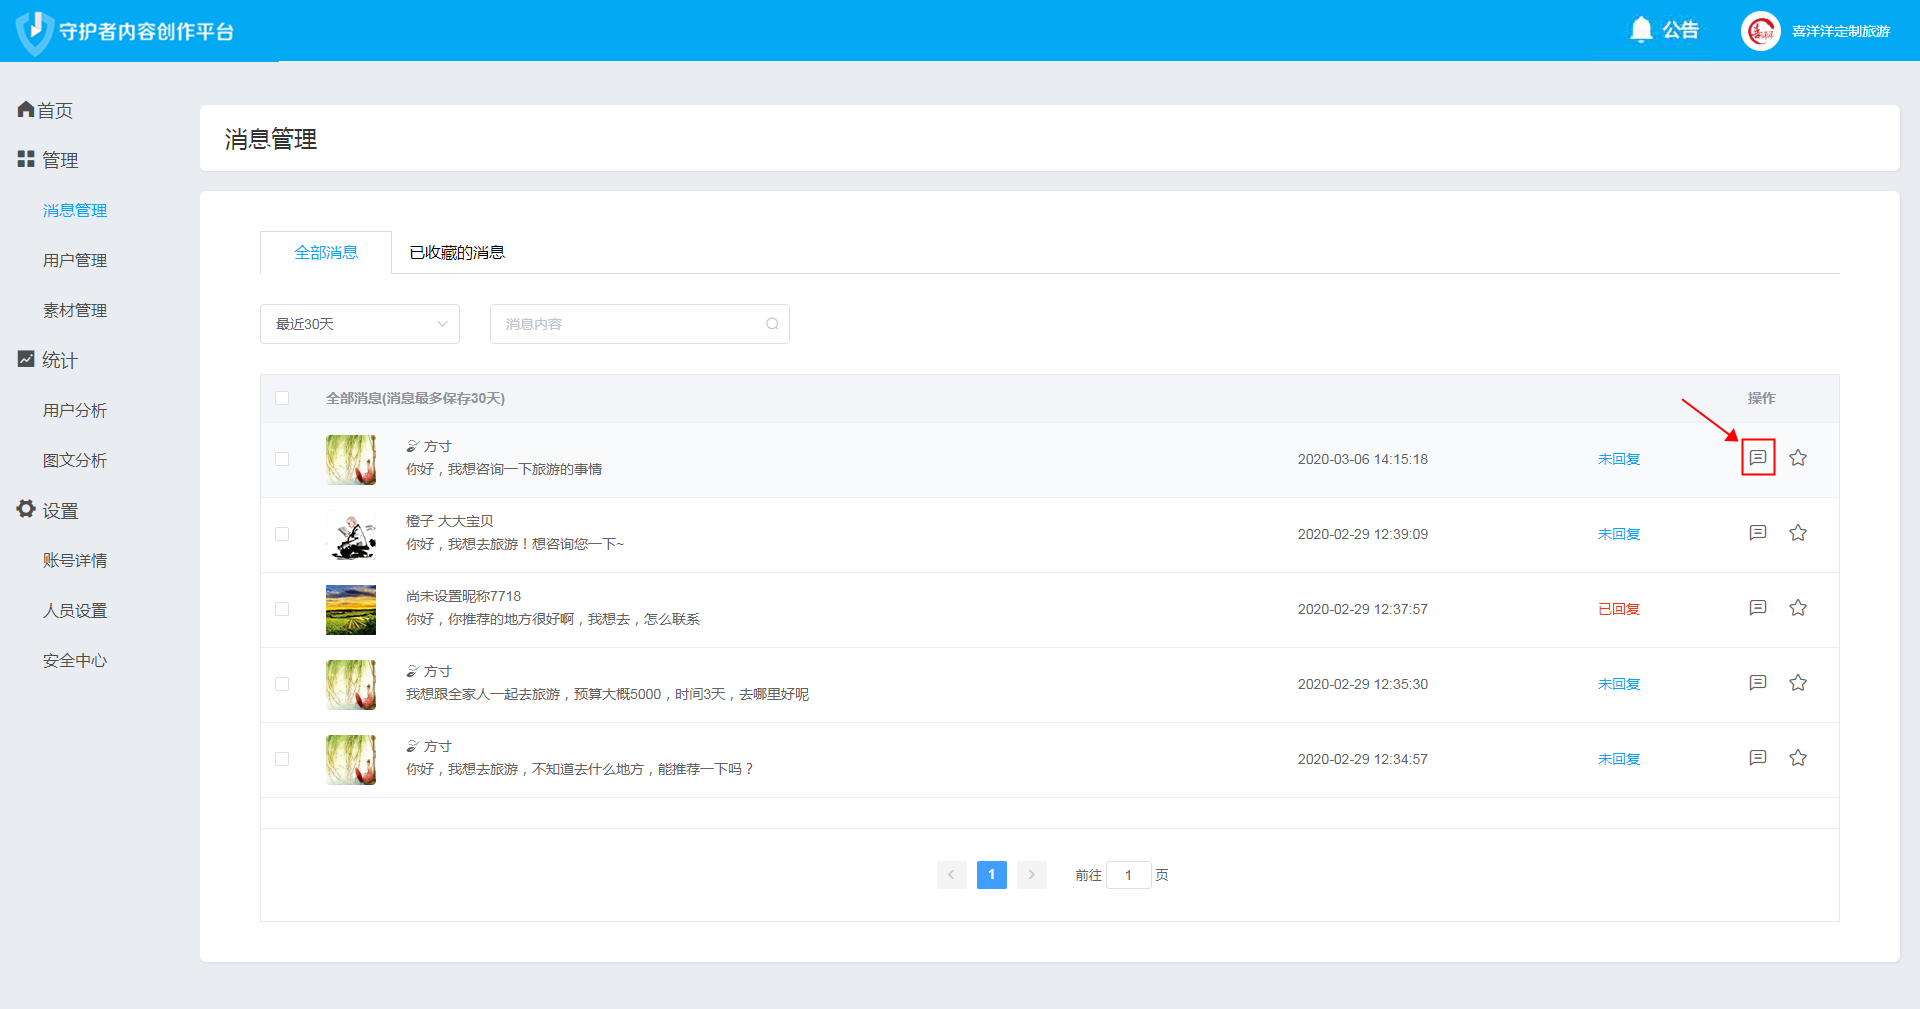 守护者内容创作平台
公告
喜洋洋定制旅游
首页
管理
消息管理
用户管理
素材管理
统计
用户分析
图文分析
设置
账号详情
人员设置
安全中心
消息管理
全部消息 已收藏的消息
最近30天 消息内容
全部消息(消息最多保存30天) 操作
方寸
你好，我想咨询一下旅游的事情
2020-03-06 14:15:18 未回复
橙子 大大宝贝
你好，我想去旅游！想咨询您一下~
2020-02-29 12:39:09 未回复
尚未设置昵称7718
你好，你推荐的地方很好啊，我想去，怎么联系
2020-02-29 12:37:57 已回复
方寸
我想跟全家人一起去旅游，预算大概5000，时间3天，去哪里好呢
2020-02-29 12:35:30 未回复
方寸
你好，我想去旅游，不知道去什么地方，能推荐一下吗？
2020-02-29 12:34:57 未回复
1 前往 1 页